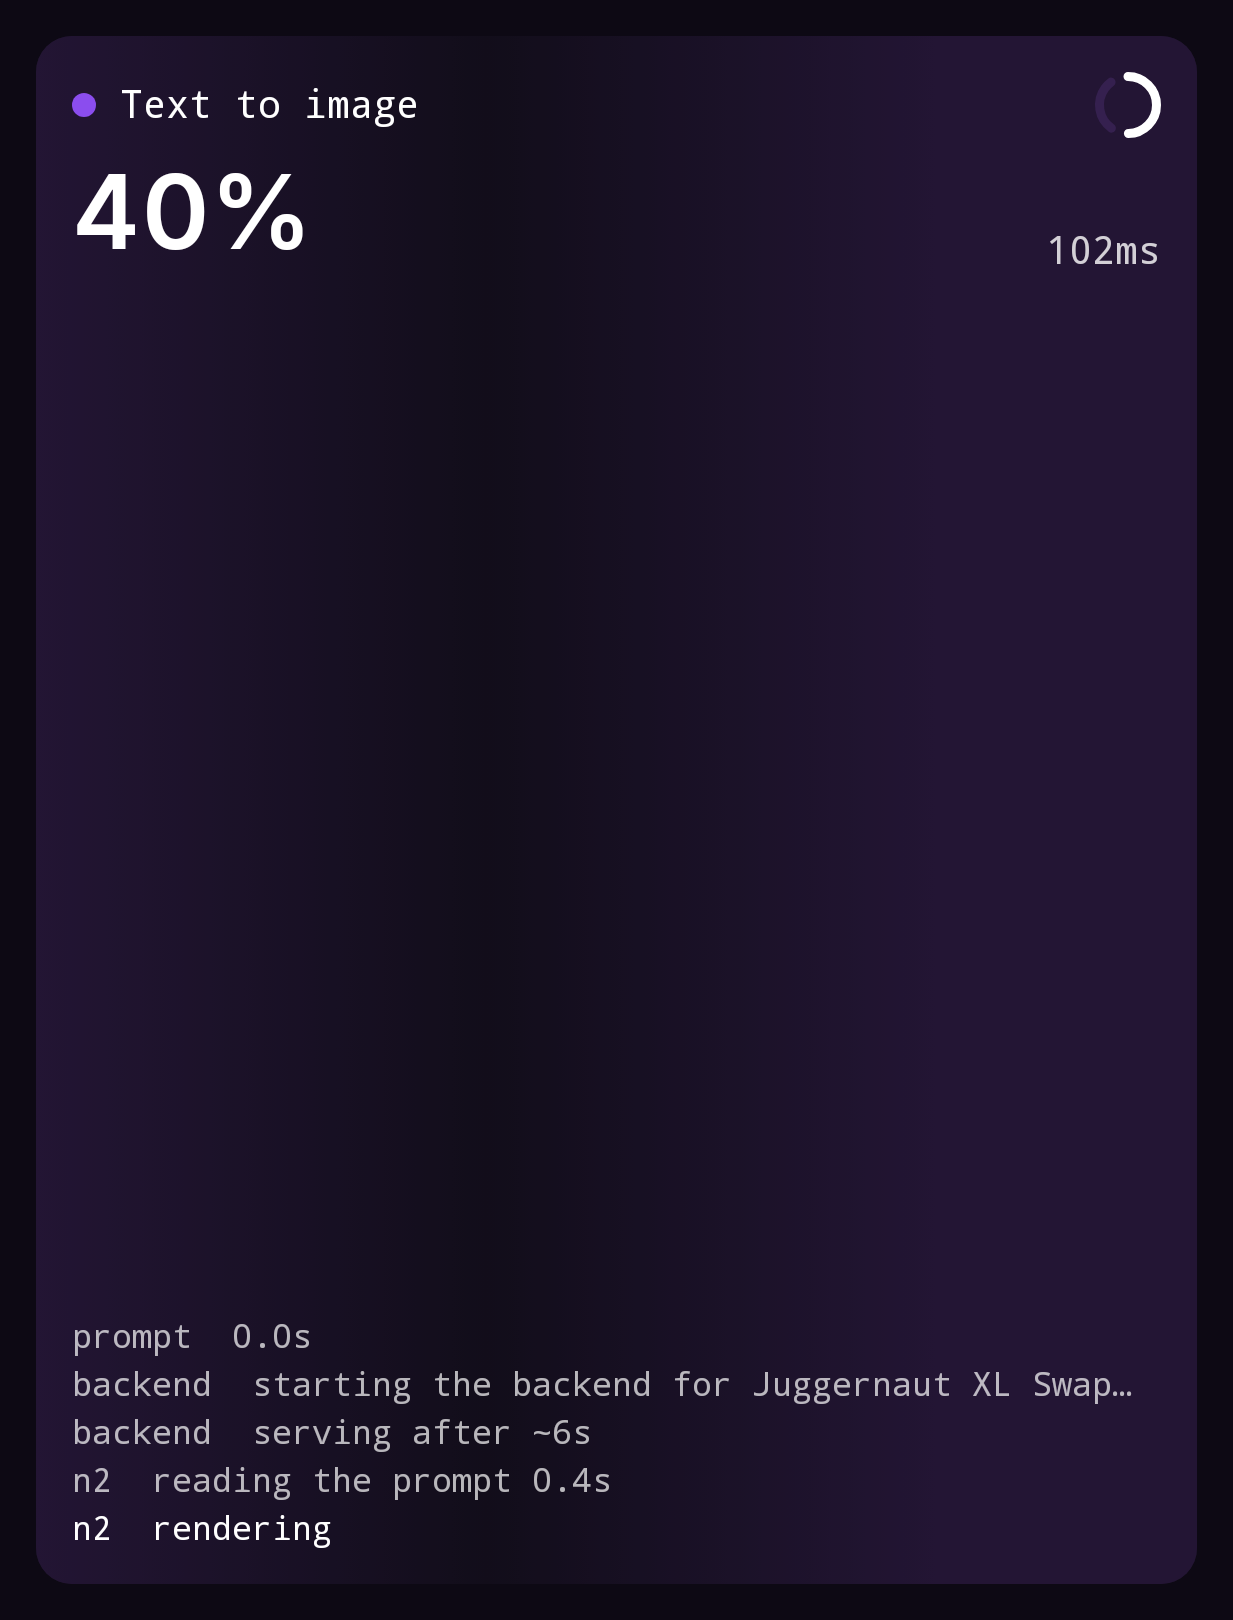 Text to image
40%
102ms
prompt  0.0s
backend  starting the backend for Juggernaut XL Swap…
backend  serving after ~6s
n2  reading the prompt 0.4s
n2  rendering